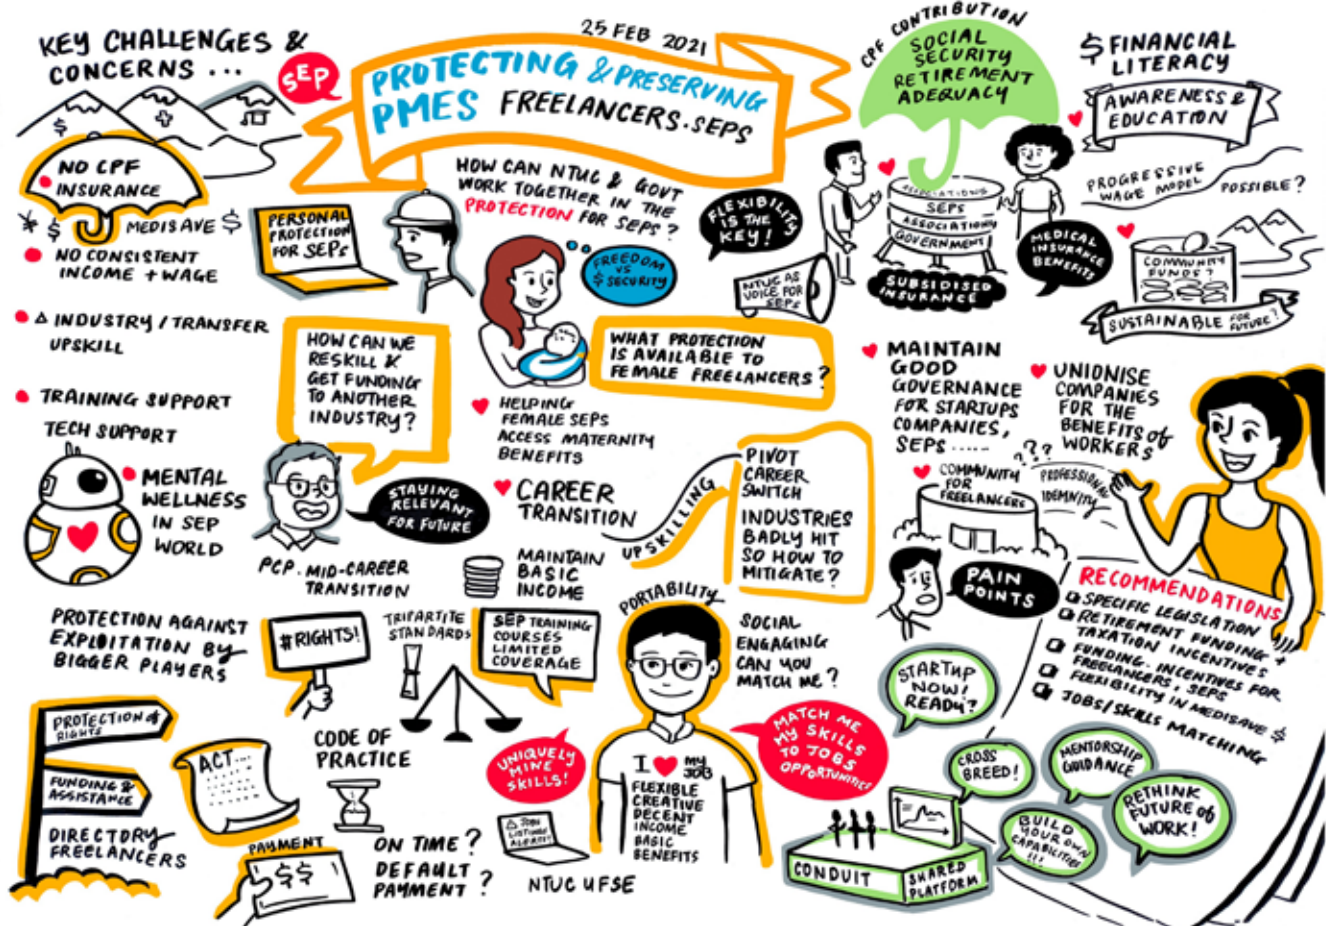 KEY CHALLENGES &
CONCERNS ...
SEP
25 FEB 2021
PROTECTING & PRESERVING
PMES FREELANCERS.SEPS
CPF CONTRIBUTION
SOCIAL
SECURITY
RETIREMENT
ADEQUACY
$ FINANCIAL
LITERACY
AWARENESS &
EDUCATION
PROGRESSIVE
WAGE MODEL POSSIBLE?
$
NO CPF
INSURANCE
$ MEDISAVE $
NO CONSISTENT
INCOME + WAGE
Δ INDUSTRY / TRANSFER
UPSKILL
TRAINING SUPPORT
TECH SUPPORT
MENTAL
WELLNESS
IN SEP
WORLD
PERSONAL
PROTECTION
FOR SEPs
HOW CAN NTUC & GOVT
WORK TOGETHER IN THE
PROTECTION FOR SEPS?
FREEDOM
VS
$ SECURITY
FLEXIBILITY
IS THE
KEY!
NTUC AS
VOICE FOR
SEPs
ASSOCIATIONS
SEPs
ASSOCIATIONS
GOVERNMENT
SUBSIDISED
INSURANCE
MEDICAL
INSURANCE
BENEFITS
COMMUNITY
FUNDS?
SUSTAINABLE FOR
FUTURE?
HOW CAN WE
RESKILL &
GET FUNDING
TO ANOTHER
INDUSTRY?
WHAT PROTECTION
IS AVAILABLE TO
FEMALE FREELANCERS?
HELPING
FEMALE SEPs
ACCESS MATERNITY
BENEFITS
STAYING
RELEVANT
FOR FUTURE
PCP. MID-CAREER
TRANSITION
CAREER
TRANSITION
UPSKILLING
PIVOT
CAREER
SWITCH
INDUSTRIES
BADLY HIT
SO HOW TO
MITIGATE?
MAINTAIN
BASIC
INCOME
MAINTAIN
GOOD
GOVERNANCE
FOR STARTUPS
COMPANIES,
SEPs ......
UNIONISE
COMPANIES
FOR THE
BENEFITS of
WORKERS
???
COMMUNITY
FOR
FREELANCERS
PROFESSIONAL
IDEMNITY
PAIN
POINTS
RECOMMENDATIONS
SPECIFIC LEGISLATION
RETIREMENT FUNDING +
TAXATION INCENTIVES
FUNDING. INCENTIVES FOR
FREELANCERS, SEPS
FLEXIBILITY IN MEDISAVE $
JOBS/SKILLS MATCHING
PROTECTION AGAINST
EXPLOITATION BY
BIGGER PLAYERS
#RIGHTS!
TRIPARTITE
STANDARDS
SEP TRAINING
COURSES
LIMITED
COVERAGE
PORTABILITY
SOCIAL
ENGAGING
CAN YOU
MATCH ME?
UNIQUELY
MINE
SKILLS!
MATCH ME
MY SKILLS
TO JOBS
OPPORTUNITIES
I MY
JOB
FLEXIBLE
CREATIVE
DECENT
INCOME
BASIC
BENEFITS
PROTECTION of
RIGHTS
FUNDING &
ASSISTANCE
DIRECTORY
FREELANCERS
ACT...
CODE OF
PRACTICE
PAYMENT
$$
ON TIME?
DEFAULT
PAYMENT?
Δ JOBS
LISTINGS
ALERT!!
NTUC UFSE
STARTUP
NOW!
READY?
CROSS
BREED!
MENTORSHIP
GUIDANCE
RETHINK
FUTURE of
WORK!
BUILD
YOUR OWN
CAPABILITIES
!!!
CONDUIT
SHARED
PLATFORM